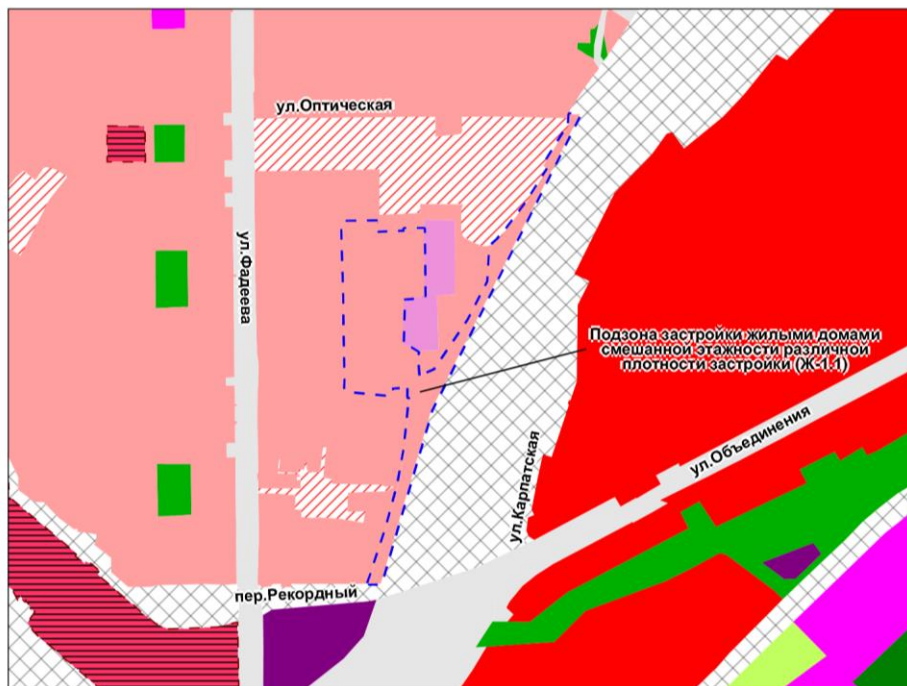 ул.Оптическая
ул.Фадеева
Подзона застройки жилыми домами
смешанной этажности различной
плотности застройки (Ж-1.1)
ул.Объединения
ул.Карпатская
пер.Рекордный